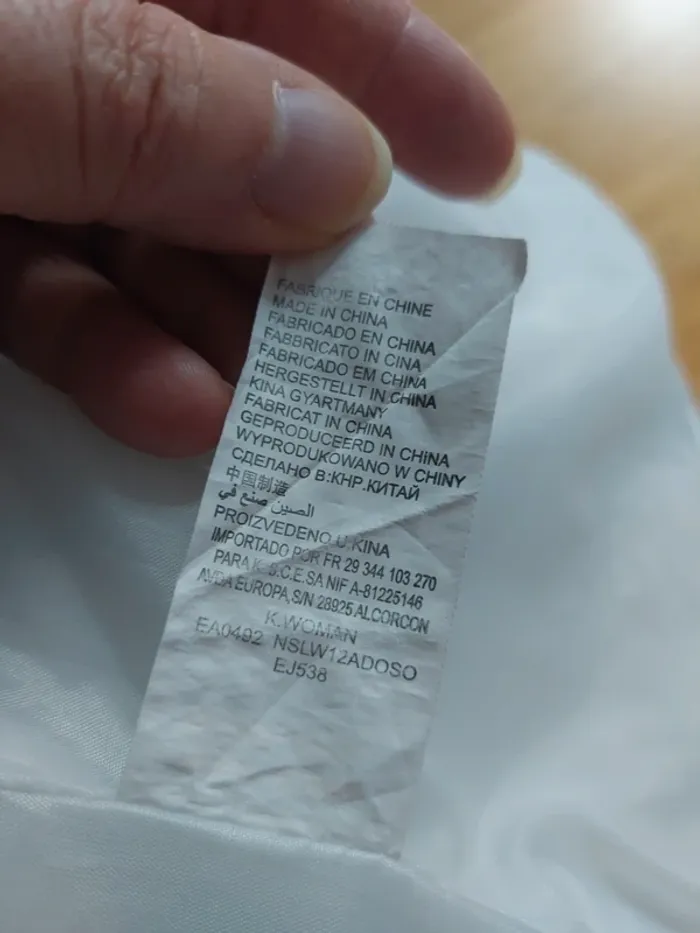 FABRIQUE EN CHINE
MADE IN CHINA
FABRICADO EN CHINA
FABBRICATO IN CINA
FABRICADO EM CHINA
HERGESTELLT IN CHINA
KINA GYARTMANY
FABRICAT IN CHINA
GEPRODUCEERD IN CHINA
WYPRODUKOWANO W CHINY
СДЕЛАНО В:КНР.КИТАЙ
中国制造
الصين صنع في
PROIZVEDENO U KINA
IMPORTADO POR FR 29 344 103 270
PARA K. S.C.E.SA NIF A-81225146
AVDA EUROPA,S/N 28925 ALCORCON
K.WOMAN
EA0492 NSLW12ADOSO
EJ538